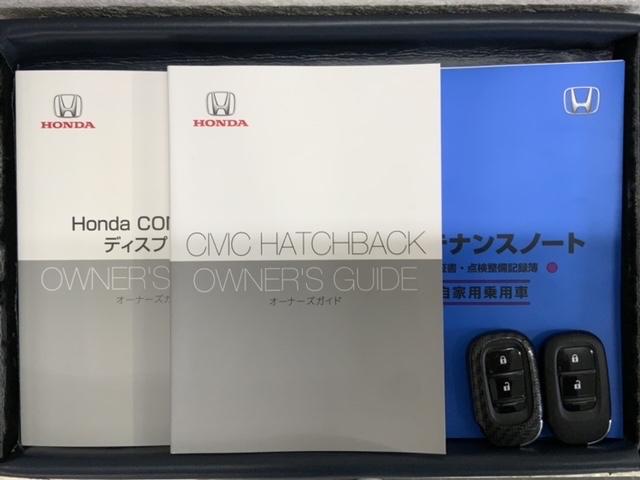 HONDA
Honda CON
ディスプ
OWNER'S
オーナーズガ
HONDA
CMC HATCHBACK
OWNER'S GUIDE
オーナーズガイド
テナンスノート
証書・点検整備記録簿
自家用乗用車